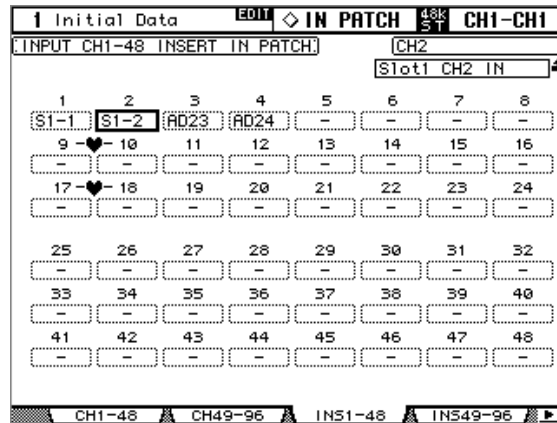 1 Initial Data EDIT ◇ IN PATCH 48k ST CH1-CH1
INPUT CH1-48 INSERT IN PATCH CH2
Slot1 CH2 IN
1 2 3 4 5 6 7 8
S1-1 S1-2 AD23 AD24 - - - -
9 -♥- 10 11 12 13 14 15 16
- - - - - - - -
17 -♥- 18 19 20 21 22 23 24
- - - - - - - -
25 26 27 28 29 30 31 32
- - - - - - - -
33 34 35 36 37 38 39 40
- - - - - - - -
41 42 43 44 45 46 47 48
- - - - - - - -
CH1-48 CH49-96 INS1-48 INS49-96